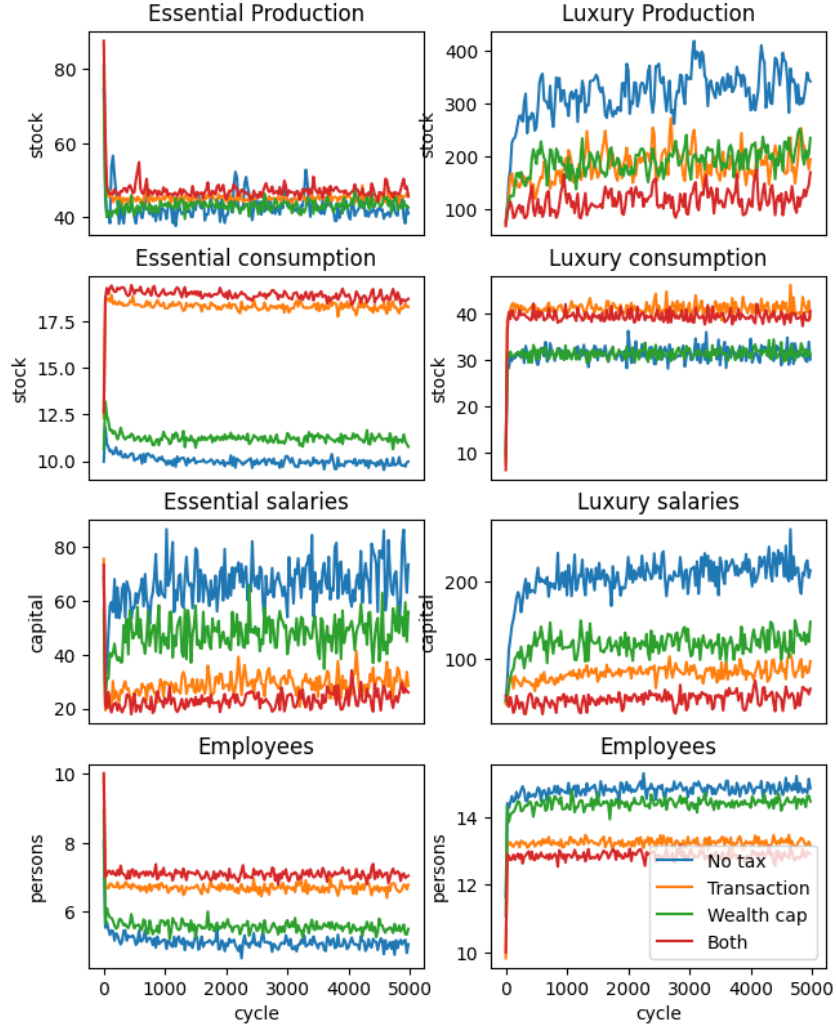 Essential Production
Luxury Production
stock
80
60
40
stock
400
300
200
100
Essential consumption
Luxury consumption
stock
17.5
15.0
12.5
10.0
stock
40
30
20
10
Essential salaries
Luxury salaries
capital
80
60
40
20
capital
200
100
Employees
Employees
persons
10
8
6
persons
14
12
10
No tax
Transaction
Wealth cap
Both
0 1000 2000 3000 4000 5000
0 1000 2000 3000 4000 5000
cycle
cycle